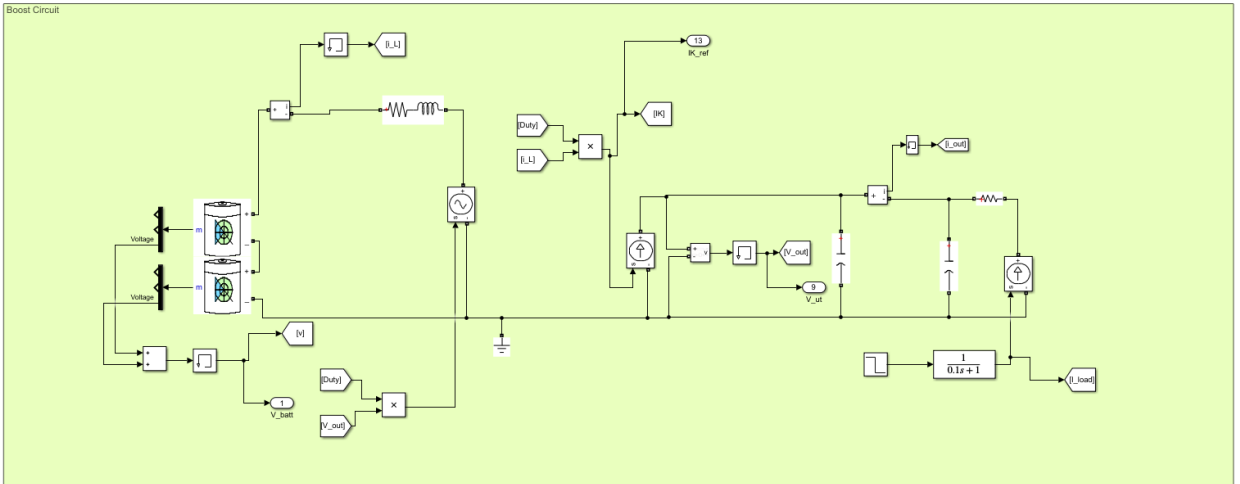 Boost Circuit
[i_L]
13
IK_ref
[IK]
[Duty]
[i_L]
[i_out]
i
+
-
i
+
-
m
Voltage
m
Voltage
+
s
-
+
-
v
[V_out]
9
V_ut
[v]
1
V_batt
[Duty]
[V_out]
×
×
1
0.1s + 1
[I_load]